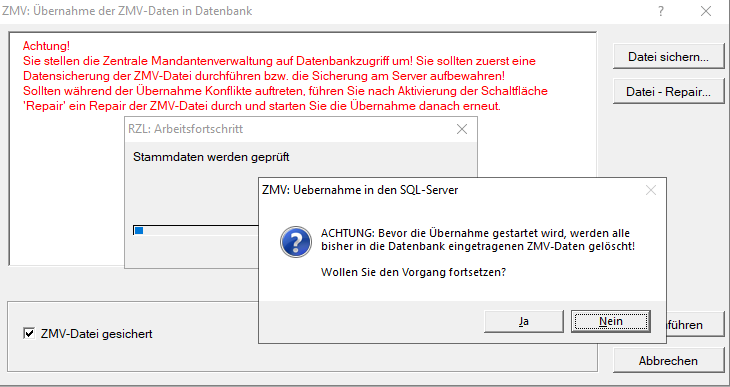 ZMV: Übernahme der ZMV-Daten in Datenbank
Achtung!
Sie stellen die Zentrale Mandantenverwaltung auf Datenbankzugriff um! Sie sollten zuerst eine
Datensicherung der ZMV-Datei durchführen bzw. die Sicherung am Server aufbewahren!
Sollten während der Übernahme Konflikte auftreten, führen Sie nach Aktivierung der Schaltfläche
'Repair' ein Repair der ZMV-Datei durch und starten Sie die Übernahme danach erneut.
Datei sichern...
Datei - Repair...
RZL: Arbeitsfortschritt
Stammdaten werden geprüft
ZMV: Uebernahme in den SQL-Server
ACHTUNG: Bevor die Übernahme gestartet wird, werden alle
bisher in die Datenbank eingetragenen ZMV-Daten gelöscht!
Wollen Sie den Vorgang fortsetzen?
Ja
Nein
ZMV-Datei gesichert
Abbrechen